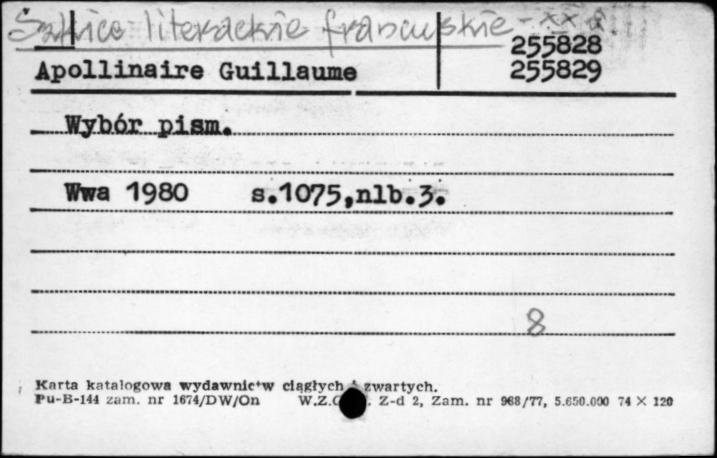 Szkice literackie francuskie - XX w.
255828
Apollinaire Guillaume 255829
Wybór pism.
Wwa 1980 s.1075,nlb.3.
8
Karta katalogowa wydawnictw ciągłych i zwartych.
Pu-B-144 zam. nr 1674/DW/On W.Z.G. Z-d 2, Zam. nr 968/77, 5.650.000 74 × 120